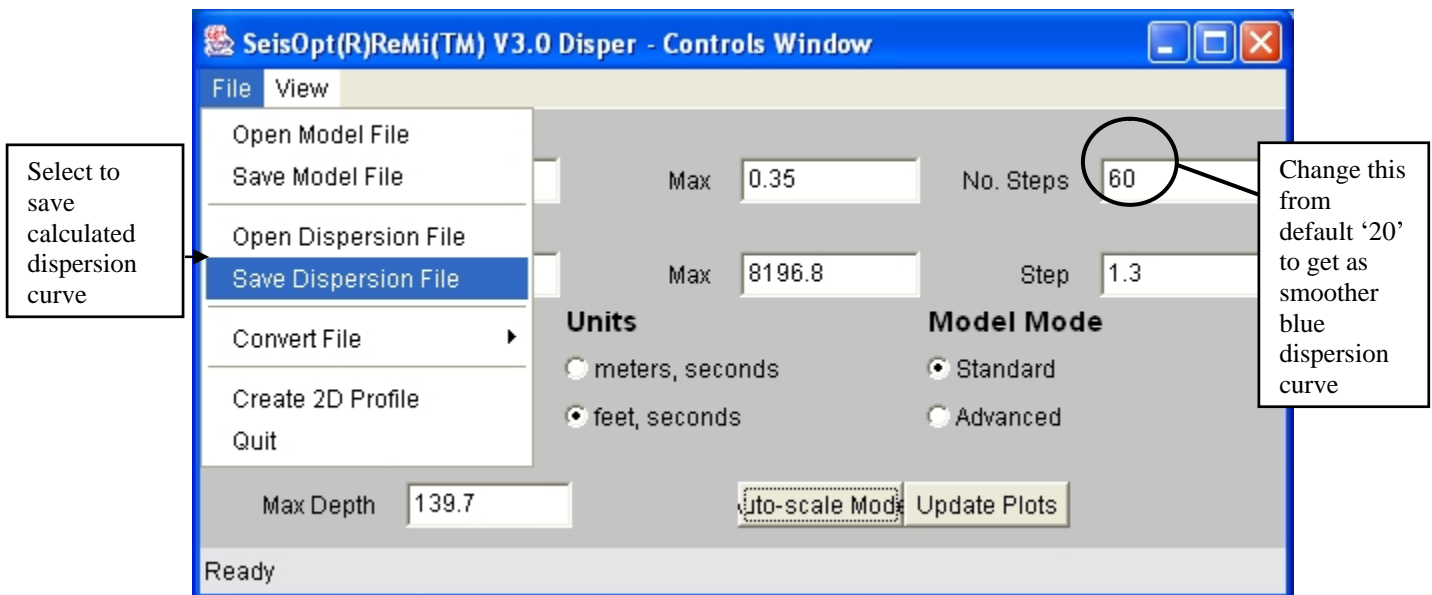 SeisOpt(R)ReMi(TM) V3.0 Disper - Controls Window
File View
Open Model File
Save Model File
Open Dispersion File
Save Dispersion File
Convert File
Create 2D Profile
Quit
Select to
save
calculated
dispersion
curve
Max 0.35 No. Steps 60
Max 8196.8 Step 1.3
Change this
from
default ‘20’
to get as
smoother
blue
dispersion
curve
Units
meters, seconds
feet, seconds
Model Mode
Standard
Advanced
Max Depth 139.7
uto-scale Mode Update Plots
Ready